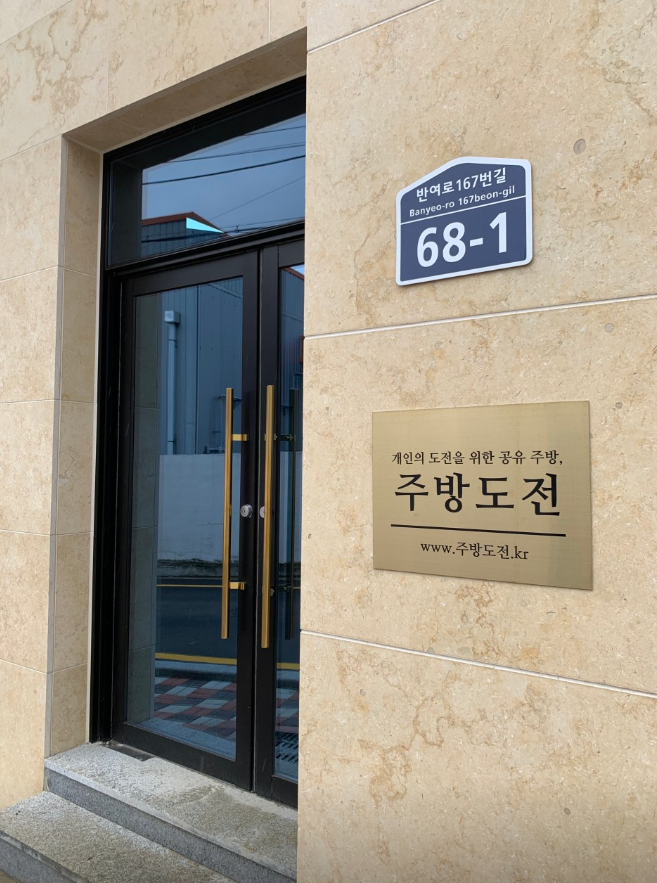 반여로167번길
Banyeo-ro 167beon-gil
68-1
개인의 도전을 위한 공유 주방,
주방도전
www.주방도전.kr